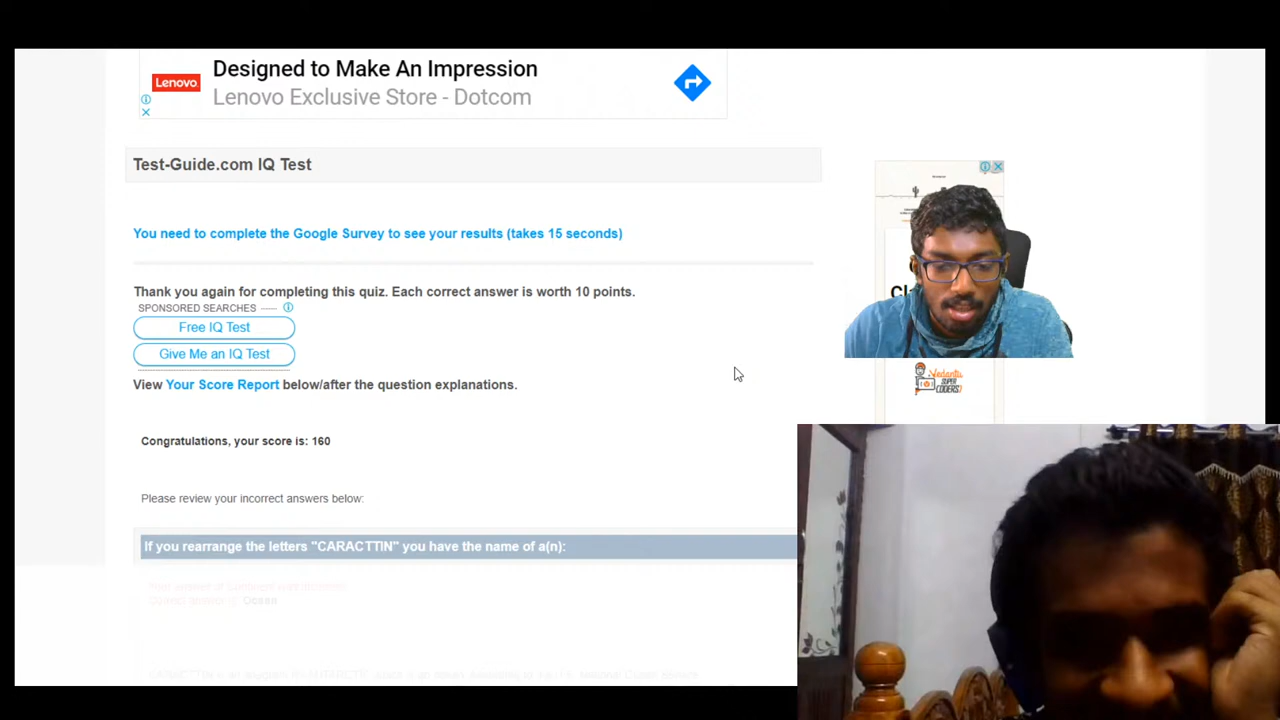 Lenovo
Designed to Make An Impression
Lenovo Exclusive Store - Dotcom
Test-Guide.com IQ Test
You need to complete the Google Survey to see your results (takes 15 seconds)
Thank you again for completing this quiz. Each correct answer is worth 10 points.
SPONSORED SEARCHES
Free IQ Test
Give Me an IQ Test
View Your Score Report below/after the question explanations.
Congratulations, your score is: 160
Please review your incorrect answers below:
If you rearrange the letters "CARACTTIN" you have the name of a(n):
Ocean
Vedantu
SUPER
CODERS